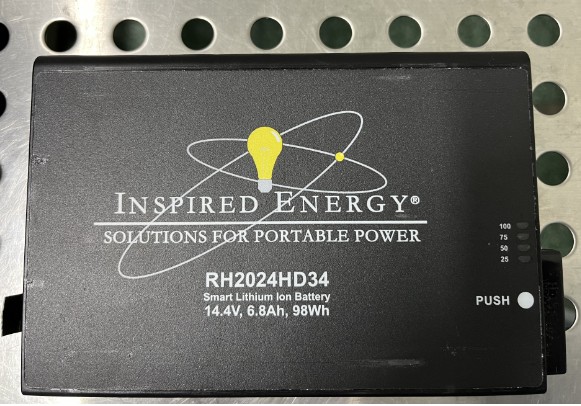 INSPIRED ENERGY®
SOLUTIONS FOR PORTABLE POWER
RH2024HD34
Smart Lithium Ion Battery
14.4V, 6.8Ah, 98Wh
100
75
50
25
PUSH